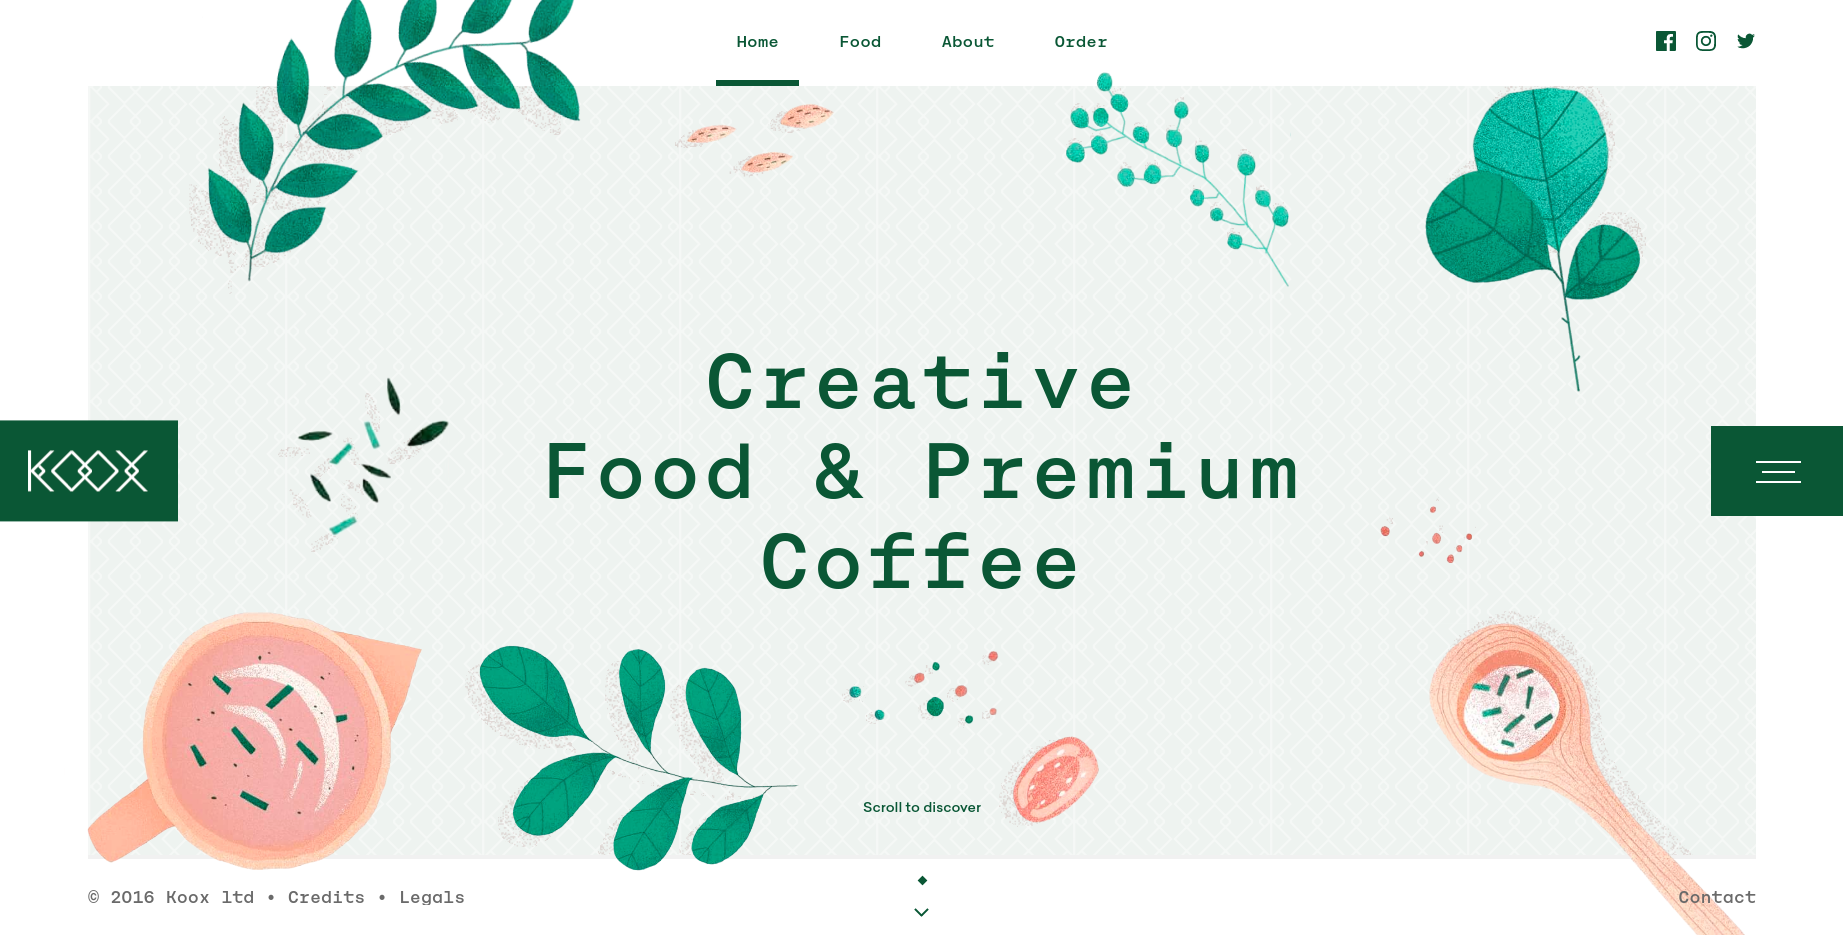 Home Food About Order
KOOX
Creative
Food & Premium
Coffee
Scroll to discover
© 2016 Koox ltd • Credits • Legals
Contact